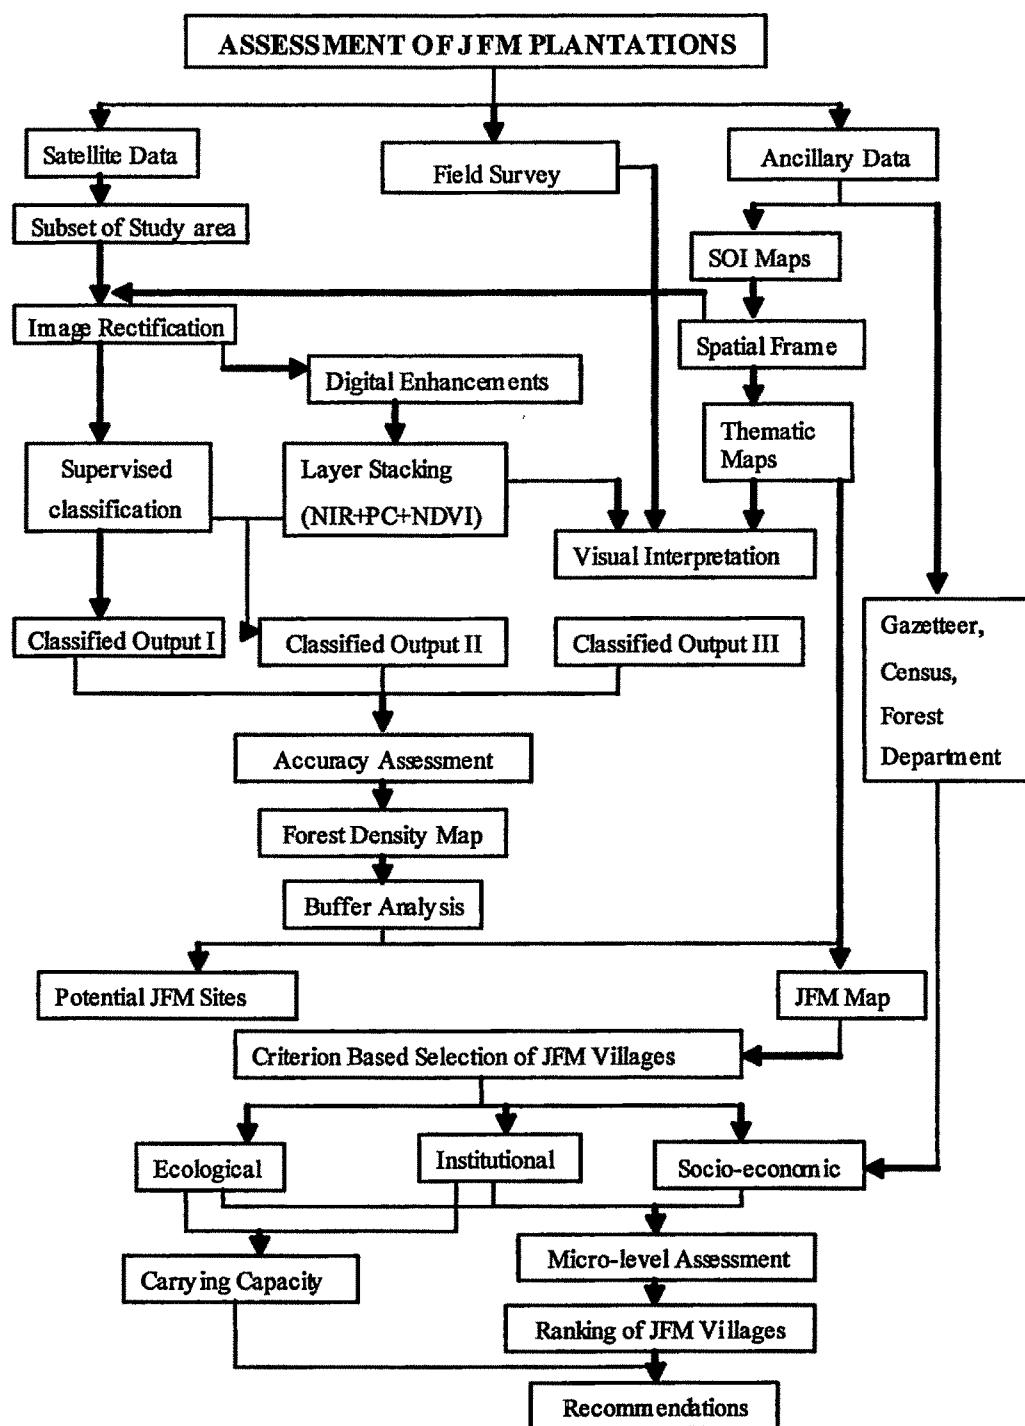 ASSESSMENT OF JFM PLANTATIONS
Satellite Data
Field Survey
Ancillary Data
Subset of Study area
SOI Maps
Image Rectification
Spatial Frame
Digital Enhancements
Thematic
Maps
Supervised
classification
Layer Stacking
(NIR+PC+NDVI)
Visual Interpretation
Classified Output I
Classified Output II
Classified Output III
Gazetteer,
Census,
Forest
Department
Accuracy Assessment
Forest Density Map
Buffer Analysis
Potential JFM Sites
JFM Map
Criterion Based Selection of JFM Villages
Ecological
Institutional
Socio-economic
Micro-level Assessment
Carrying Capacity
Ranking of JFM Villages
Recommendations